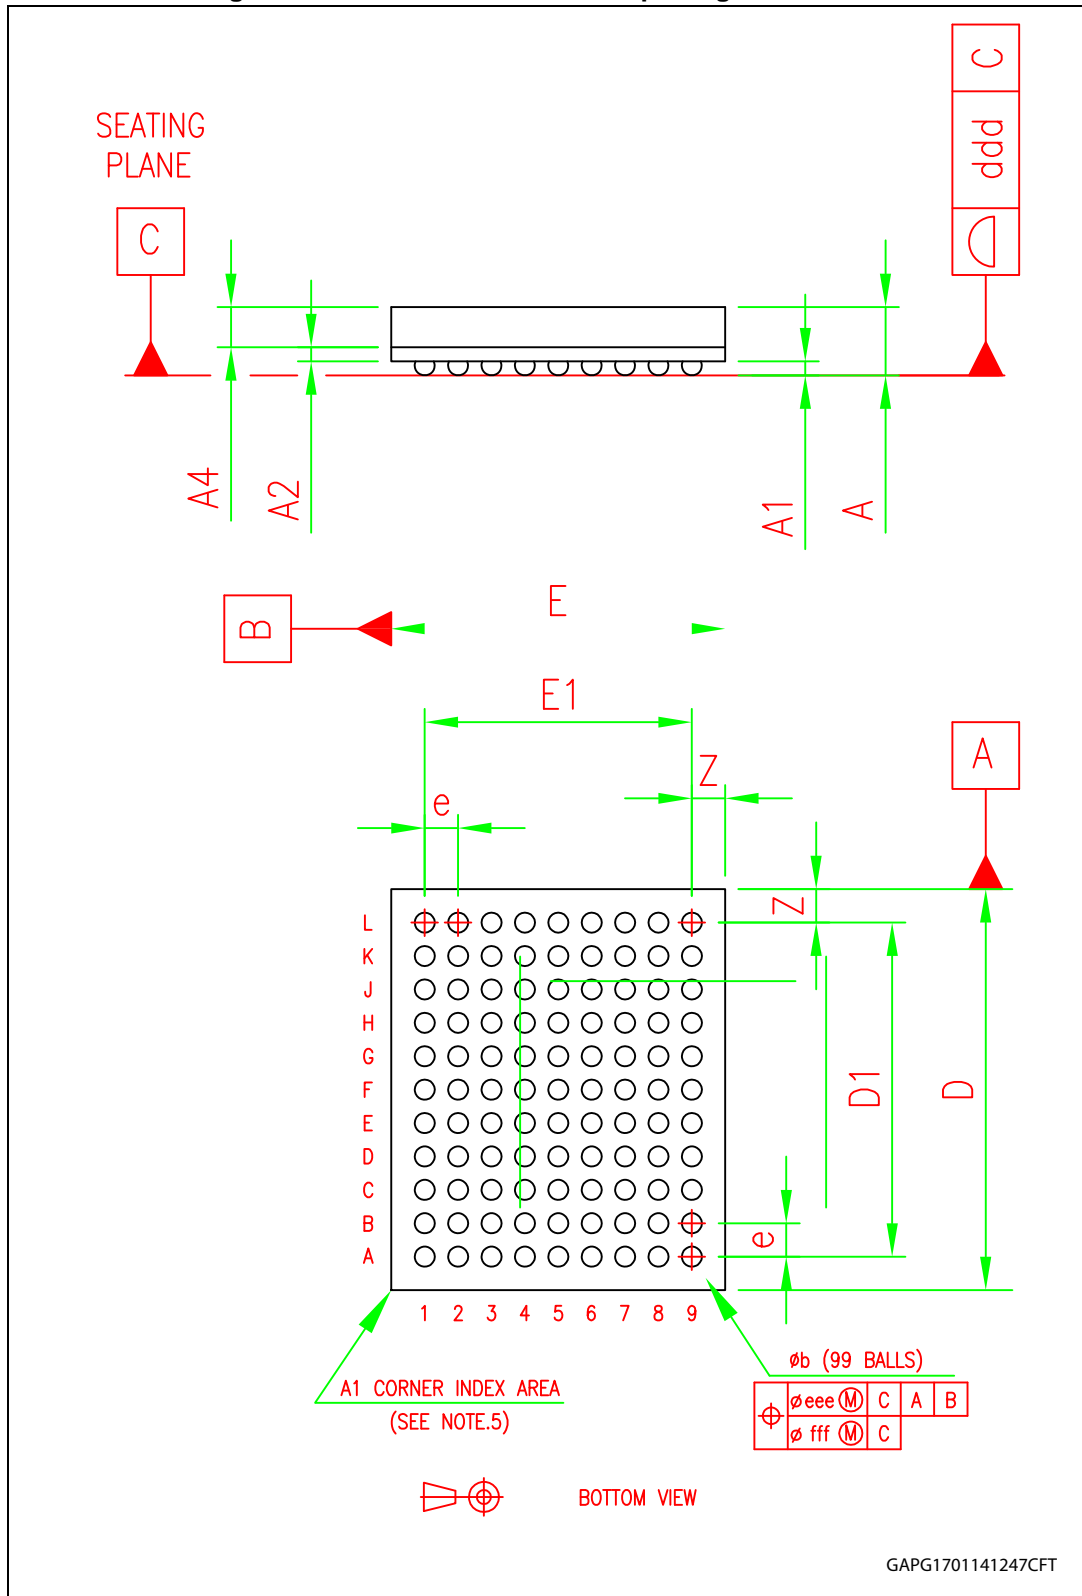 SEATING
PLANE
C
C
ddd
A4
A2
A1
A
B
E
E1
Z
e
A
Z
L
K
J
H
G
F
E
D
C
B
A
D1
D
e
1 2 3 4 5 6 7 8 9
A1 CORNER INDEX AREA
(SEE NOTE.5)
øb (99 BALLS)
ø eee M C A B
ø fff M C
BOTTOM VIEW
GAPG1701141247CFT